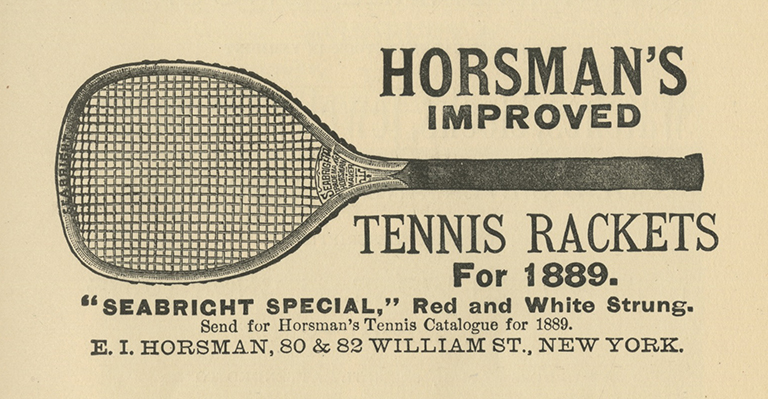 HORSMAN'S
IMPROVED
SEABRIGHT
SEABRIGHT
TENNIS RACKETS
For 1889.
"SEABRIGHT SPECIAL," Red and White Strung.
Send for Horsman's Tennis Catalogue for 1889.
E. I. HORSMAN, 80 & 82 WILLIAM ST., NEW YORK.